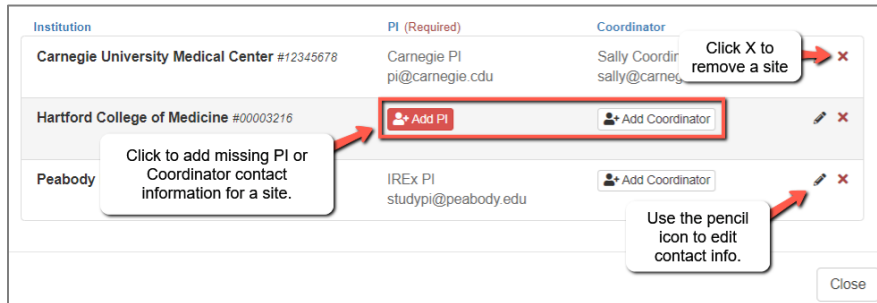 Institution PI (Required) Coordinator
Carnegie University Medical Center #12345678 Carnegie PI Sally Coordin
pi@carnegie.cdu sally@carneg
Click X to
remove a site
Hartford College of Medicine #00003216 Add PI Add Coordinator
Click to add missing PI or
Coordinator contact
information for a site.
Peabody IREx PI Add Coordinator
studypi@peabody.edu
Use the pencil
icon to edit
contact info.
Close